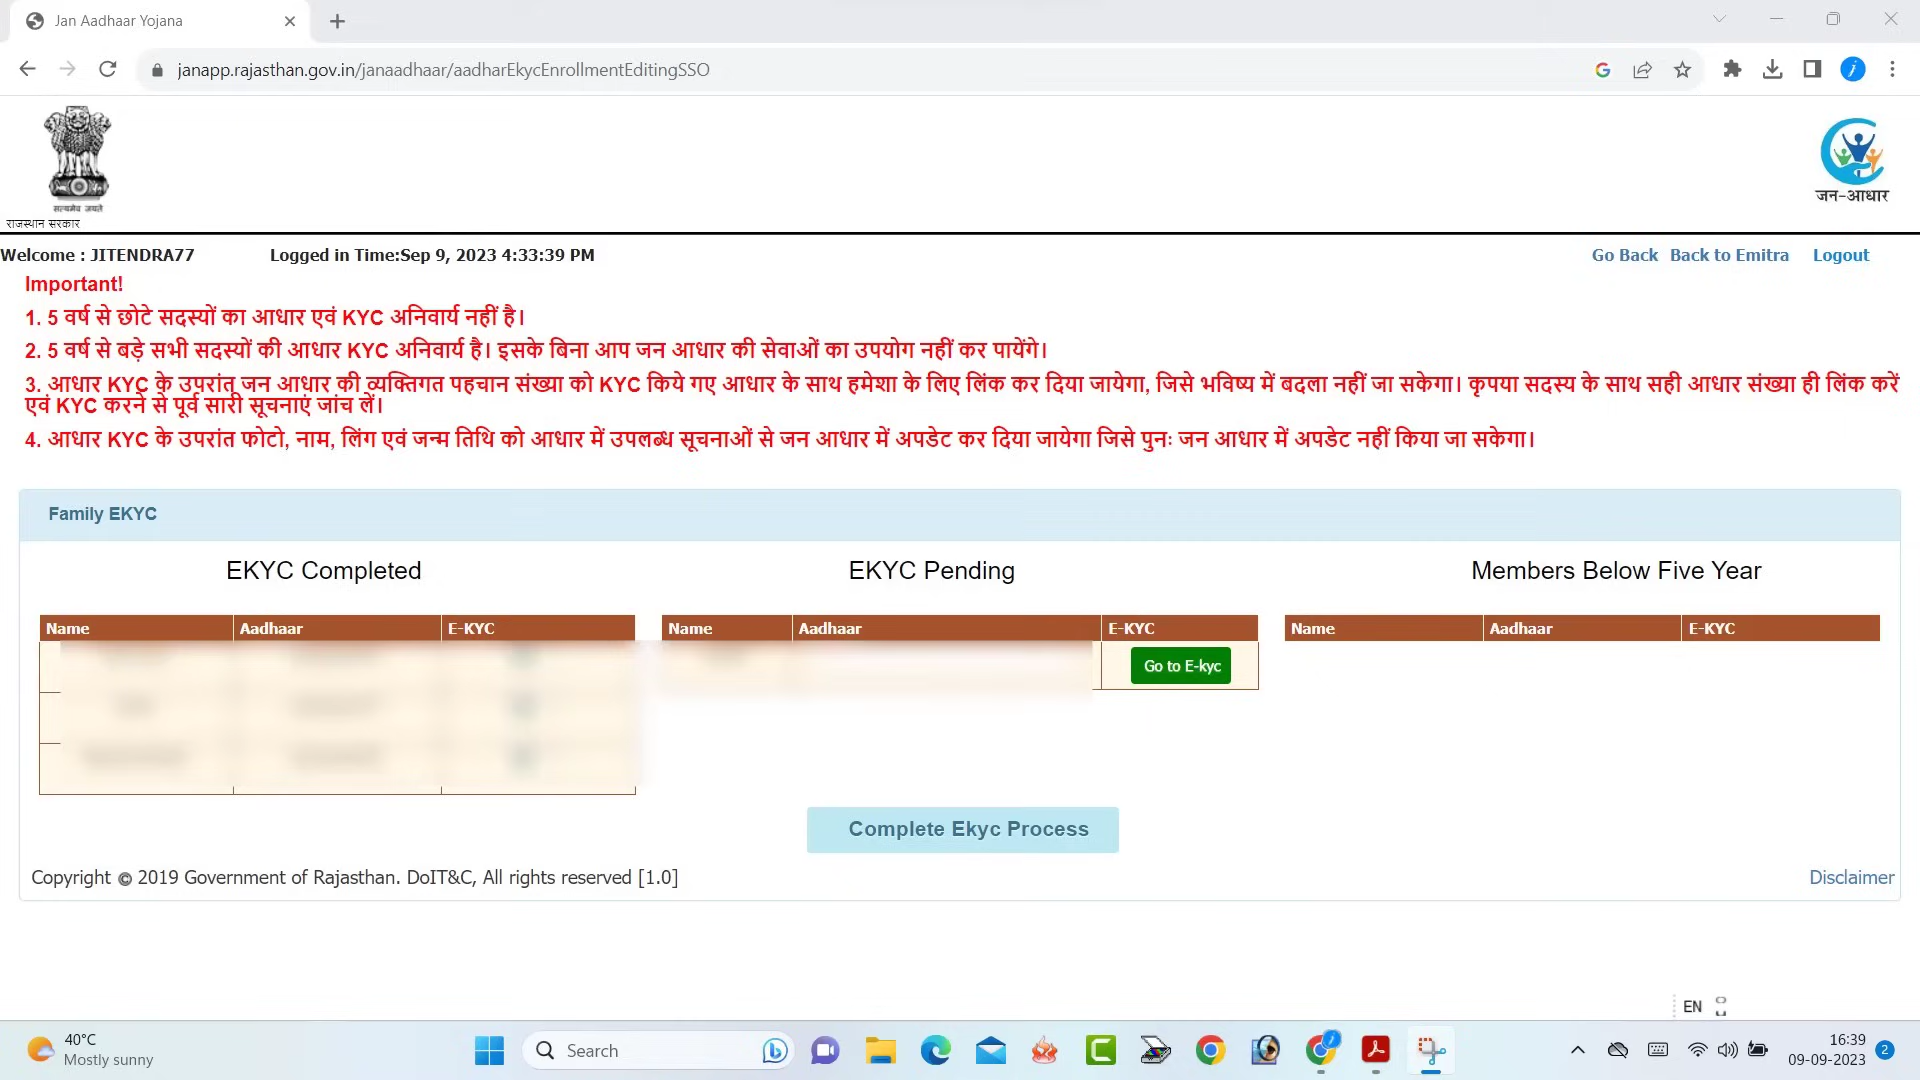 Jan Aadhaar Yojana
janapp.rajasthan.gov.in/janaadhaar/aadharEkycEnrollmentEditingSSO
सत्यमेव जयते
राजस्थान सरकार
जन-आधार
Welcome : JITENDRA77 Logged in Time:Sep 9, 2023 4:33:39 PM Go Back Back to Emitra Logout
Important!
1. 5 वर्ष से छोटे सदस्यों का आधार एवं KYC अनिवार्य नहीं है।
2. 5 वर्ष से बड़े सभी सदस्यों की आधार KYC अनिवार्य है। इसके बिना आप जन आधार की सेवाओं का उपयोग नहीं कर पायेंगे।
3. आधार KYC के उपरांत जन आधार की व्यक्तिगत पहचान संख्या को KYC किये गए आधार के साथ हमेशा के लिए लिंक कर दिया जायेगा, जिसे भविष्य में बदला नहीं जा सकेगा। कृपया सदस्य के साथ सही आधार संख्या ही लिंक करें
एवं KYC करने से पूर्व सारी सूचनाएं जांच लें।
4. आधार KYC के उपरांत फोटो, नाम, लिंग एवं जन्म तिथि को आधार में उपलब्ध सूचनाओं से जन आधार में अपडेट कर दिया जायेगा जिसे पुनः जन आधार में अपडेट नहीं किया जा सकेगा।
Family EKYC
EKYC Completed EKYC Pending Members Below Five Year
Name Aadhaar E-KYC Name Aadhaar E-KYC Name Aadhaar E-KYC
Go to E-kyc
Complete Ekyc Process
Copyright © 2019 Government of Rajasthan. DoIT&C, All rights reserved [1.0] Disclaimer
EN
40°C
Mostly sunny
Search
16:39
09-09-2023
2